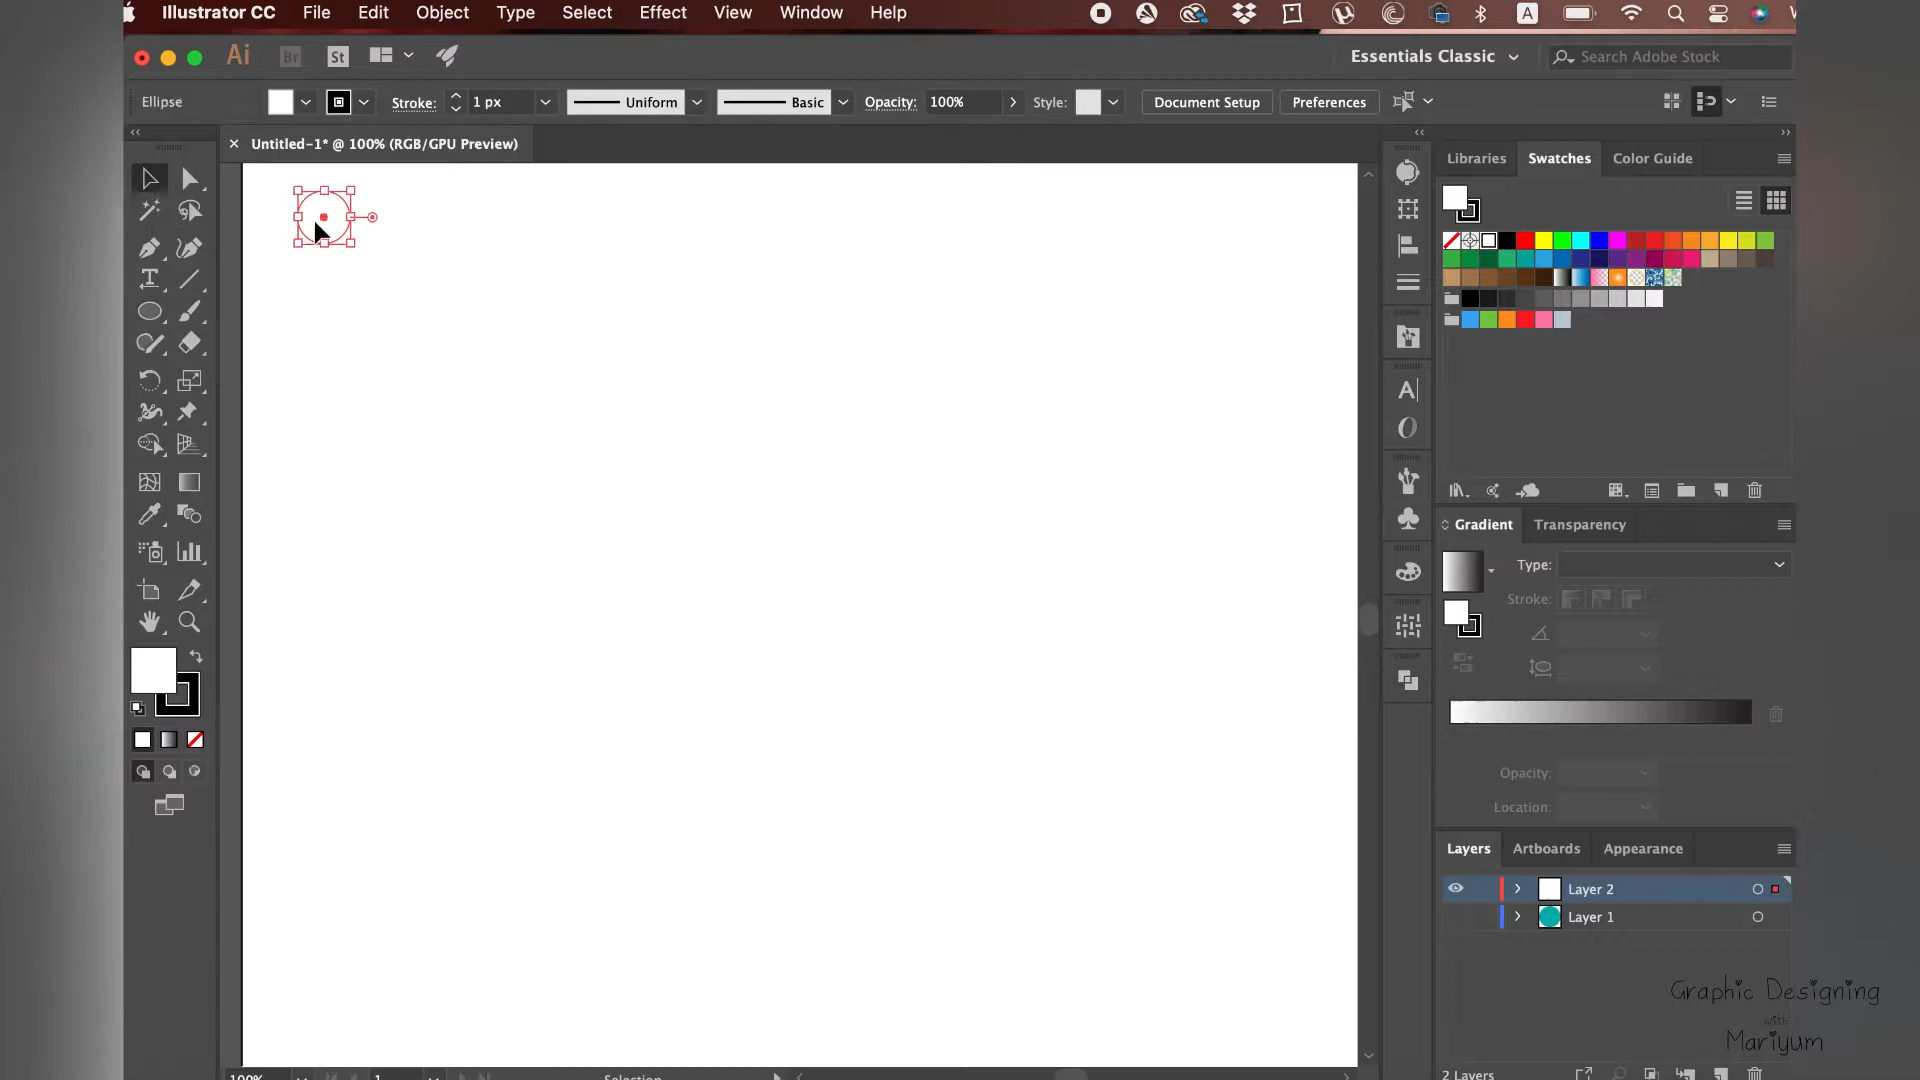 Illustrator CC File Edit Object Type Select Effect View Window Help A
Ai Br St Essentials Classic Search Adobe Stock
Ellipse Stroke: 1 px Uniform Basic Opacity: 100% Style: Document Setup Preferences
Untitled-1* @ 100% (RGB/GPU Preview)
Libraries Swatches Color Guide
Gradient Transparency
Type:
Stroke:
Opacity:
Location:
Layers Artboards Appearance
Layer 2
Layer 1
Graphic Designing
with
Mariyum
100% 1 Selection
2 Layers